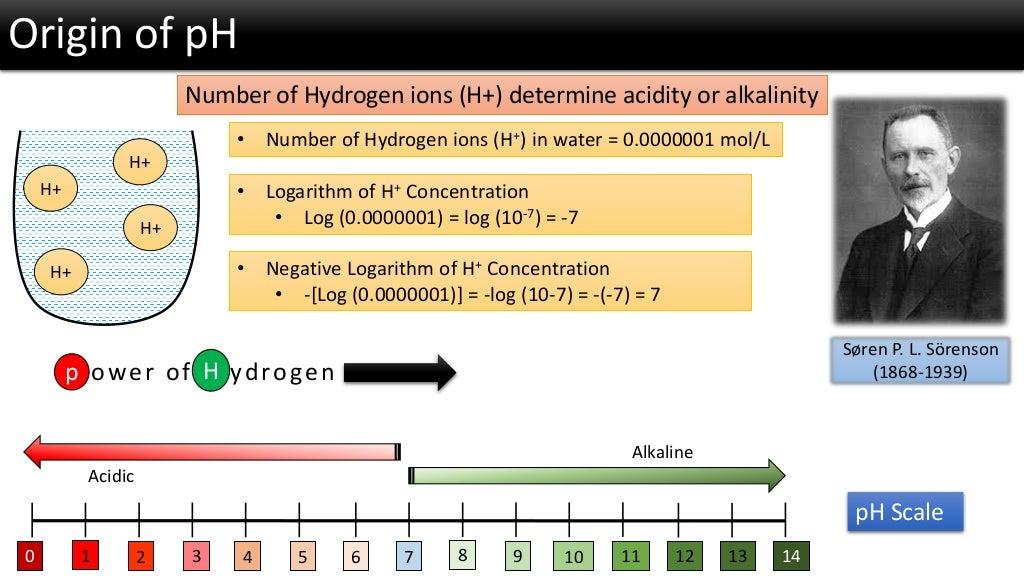 Origin of pH
Number of Hydrogen ions (H+) determine acidity or alkalinity
• Number of Hydrogen ions (H⁺) in water = 0.0000001 mol/L
H+
H+
H+
H+
• Logarithm of H⁺ Concentration
• Log (0.0000001) = log (10⁻⁷) = -7
• Negative Logarithm of H⁺ Concentration
• -[Log (0.0000001)] = -log (10-7) = -(-7) = 7
Søren P. L. Sörenson
(1868-1939)
power of Hydrogen
Acidic
Alkaline
pH Scale
0 1 2 3 4 5 6 7 8 9 10 11 12 13 14